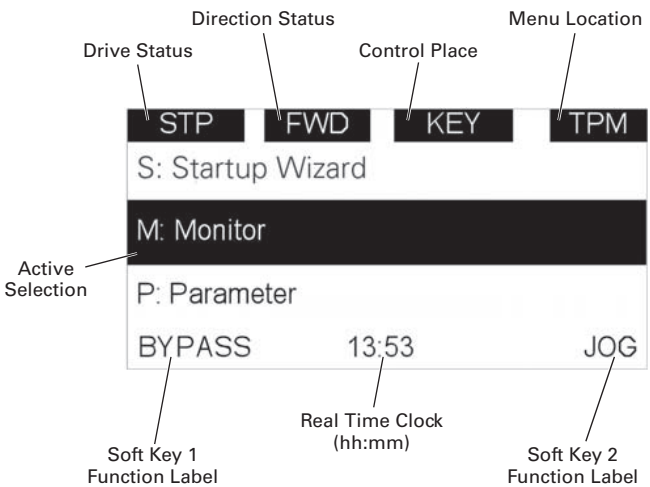 Direction Status
Menu Location
Drive Status
Control Place
STP FWD KEY TPM
S: Startup Wizard
M: Monitor
Active
Selection
P: Parameter
BYPASS 13:53 JOG
Real Time Clock
(hh:mm)
Soft Key 1
Function Label
Soft Key 2
Function Label